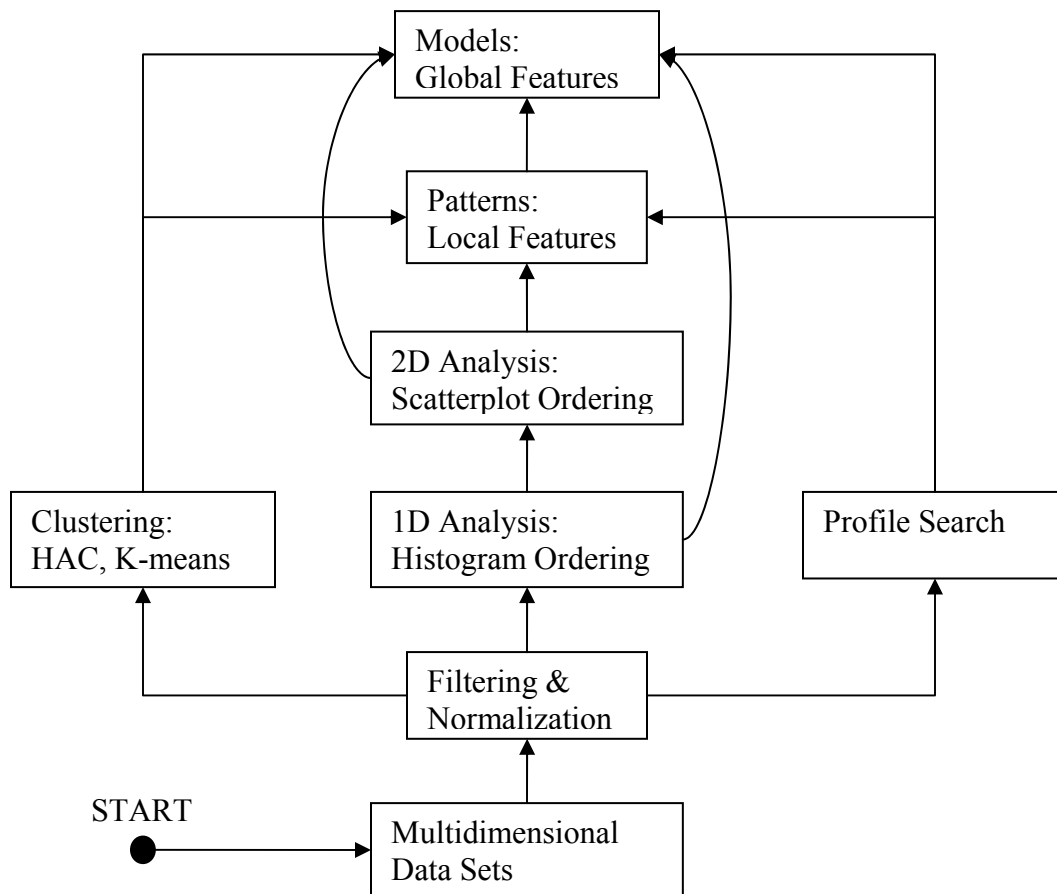 Models:
Global Features
Patterns:
Local Features
2D Analysis:
Scatterplot Ordering
Clustering:
HAC, K-means
1D Analysis:
Histogram Ordering
Profile Search
Filtering &
Normalization
START
Multidimensional
Data Sets